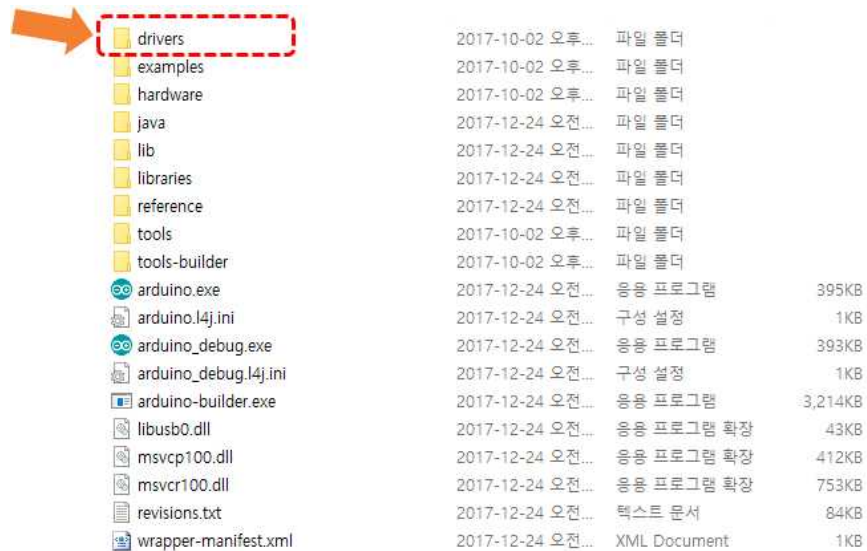 drivers 2017-10-02 오후... 파일 폴더
examples 2017-10-02 오후... 파일 폴더
hardware 2017-10-02 오후... 파일 폴더
java 2017-12-24 오전... 파일 폴더
lib 2017-12-24 오전... 파일 폴더
libraries 2017-12-24 오전... 파일 폴더
reference 2017-12-24 오전... 파일 폴더
tools 2017-10-02 오후... 파일 폴더
tools-builder 2017-10-02 오후... 파일 폴더
arduino.exe 2017-12-24 오전... 응용 프로그램 395KB
arduino.l4j.ini 2017-12-24 오전... 구성 설정 1KB
arduino_debug.exe 2017-12-24 오전... 응용 프로그램 393KB
arduino_debug.l4j.ini 2017-12-24 오전... 구성 설정 1KB
arduino-builder.exe 2017-12-24 오전... 응용 프로그램 3,214KB
libusb0.dll 2017-12-24 오전... 응용 프로그램 확장 43KB
msvcp100.dll 2017-12-24 오전... 응용 프로그램 확장 412KB
msvcr100.dll 2017-12-24 오전... 응용 프로그램 확장 753KB
revisions.txt 2017-12-24 오전... 텍스트 문서 84KB
wrapper-manifest.xml 2017-12-24 오전... XML Document 1KB